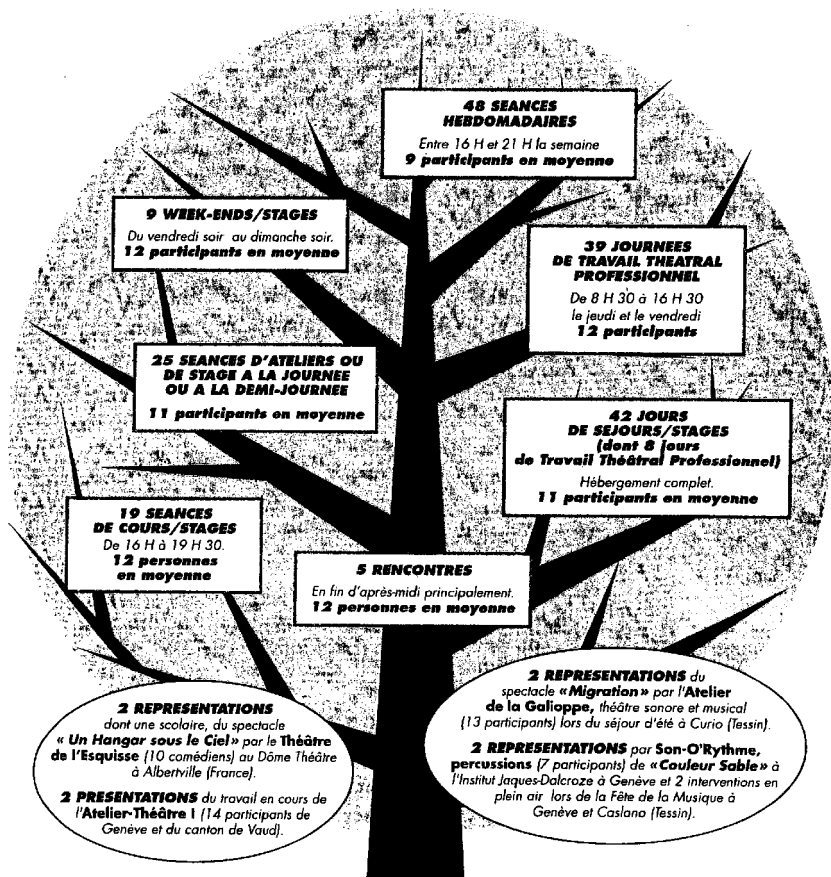 48 SEANCES
HEBDOMADAIRES
Entre 16 H et 21 H la semaine
9 participants en moyenne
9 WEEK-ENDS/STAGES
Du vendredi soir au dimanche soir.
12 participants en moyenne
39 JOURNEES
DE TRAVAIL THEATRAL
PROFESSIONNEL
De 8 H 30 à 16 H 30
le jeudi et le vendredi
12 participants
25 SEANCES D'ATELIERS OU
DE STAGE A LA JOURNEE
OU A LA DEMI-JOURNEE
11 participants en moyenne
42 JOURS
DE SEJOURS/STAGES
(dont 8 jours
de Travail Théâtral Professionnel)
Hébergement complet.
11 participants en moyenne
19 SEANCES
DE COURS/STAGES
De 16 H à 19 H 30.
12 personnes
en moyenne
5 RENCONTRES
En fin d'après-midi principalement.
12 personnes en moyenne
2 REPRESENTATIONS
dont une scolaire, du spectacle
« Un Hangar sous le Ciel » par le Théâtre
de l'Esquisse (10 comédiens) au Dôme Théâtre
à Albertville (France).
2 PRESENTATIONS du travail en cours de
l'Atelier-Théâtre I (14 participants de
Genève et du canton de Vaud).
2 REPRESENTATIONS du
spectacle « Migration » par l'Atelier
de la Galioppe, théâtre sonore et musical
(13 participants) lors du séjour d'été à Curio (Tessin).
2 REPRESENTATIONS par Son-O'Rythme,
percussions (7 participants) de « Couleur Sable » à
l'Institut Jaques-Dalcroze à Genève et 2 interventions en
plein air lors de la Fête de la Musique à
Genève et Caslano (Tessin).